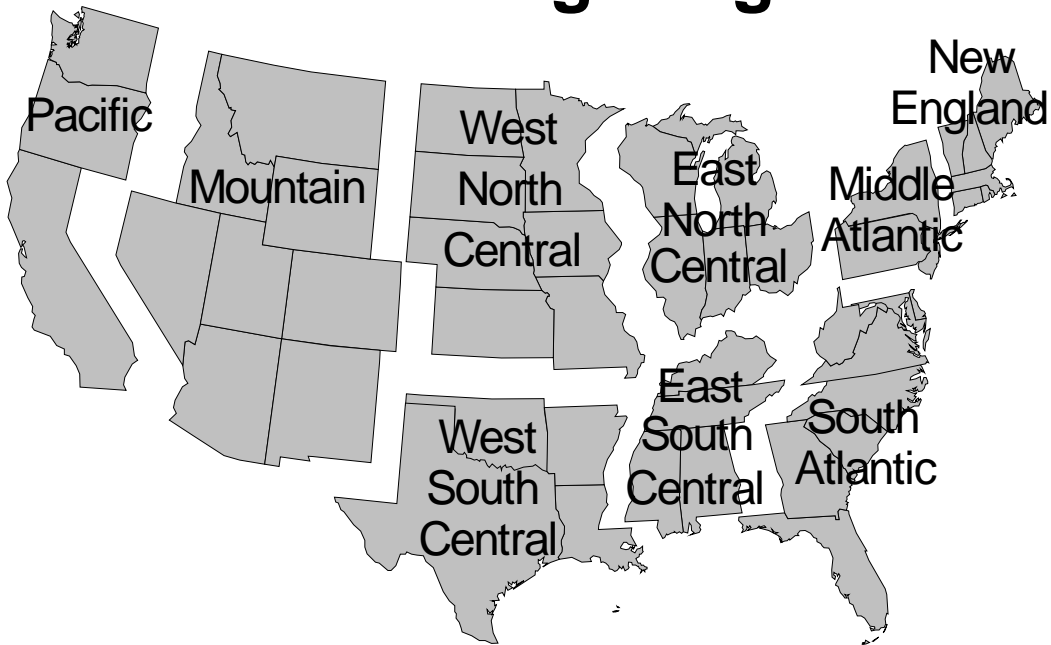 New
England
Pacific
West
North
Central
East
North
Central
Middle
Atlantic
Mountain
East
South
Central
West
South
Central
South
Atlantic